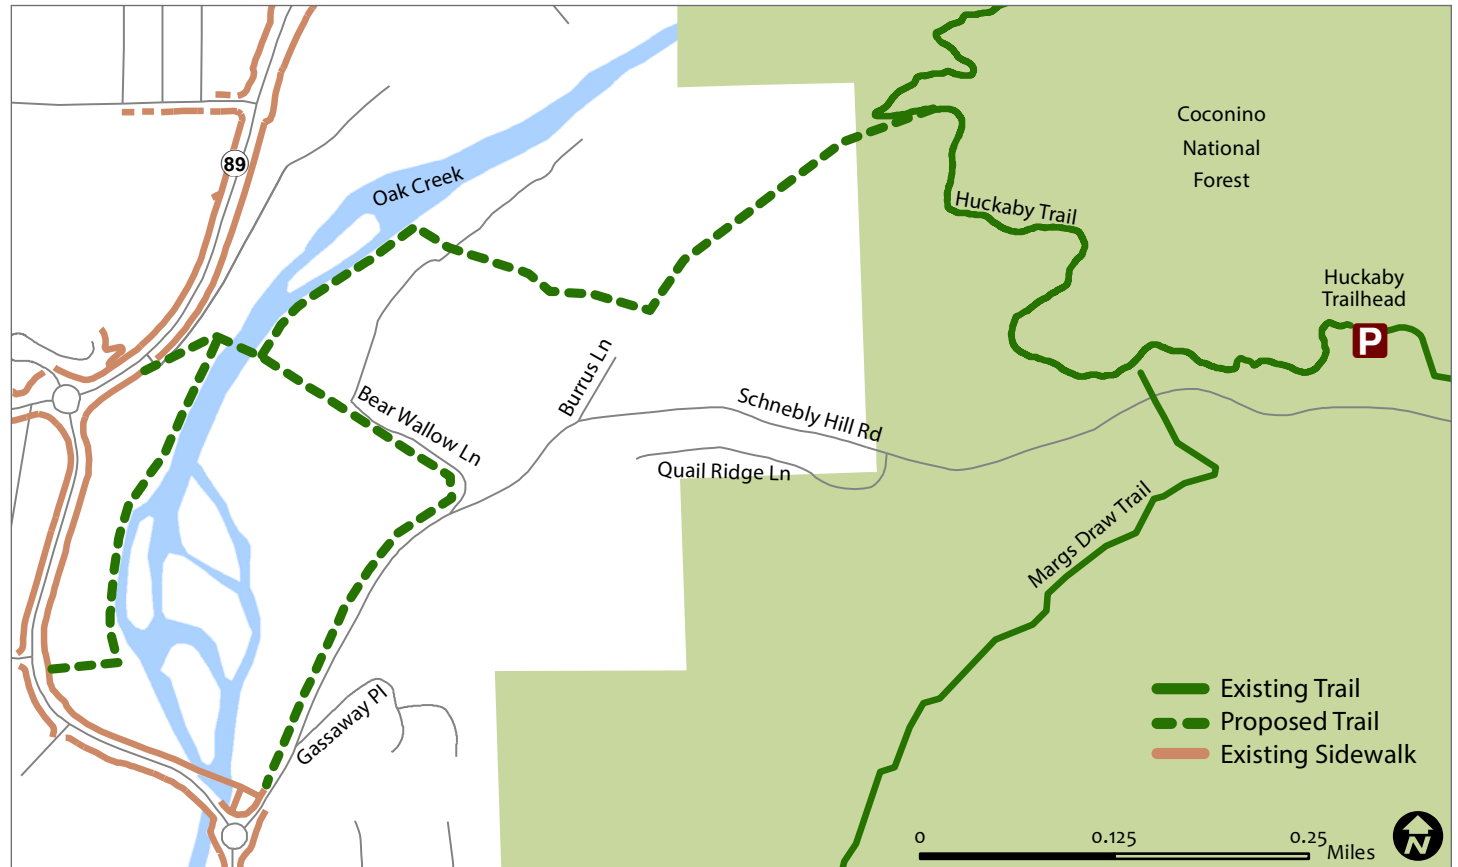 Coconino
National
Forest
89
Oak Creek
Huckaby Trail
Huckaby
Trailhead
P
Burrus Ln
Bear Wallow Ln
Schnebly Hill Rd
Quail Ridge Ln
Margs Draw Trail
Gassaway Pl
Existing Trail
Proposed Trail
Existing Sidewalk
0 0.125 0.25 Miles
N